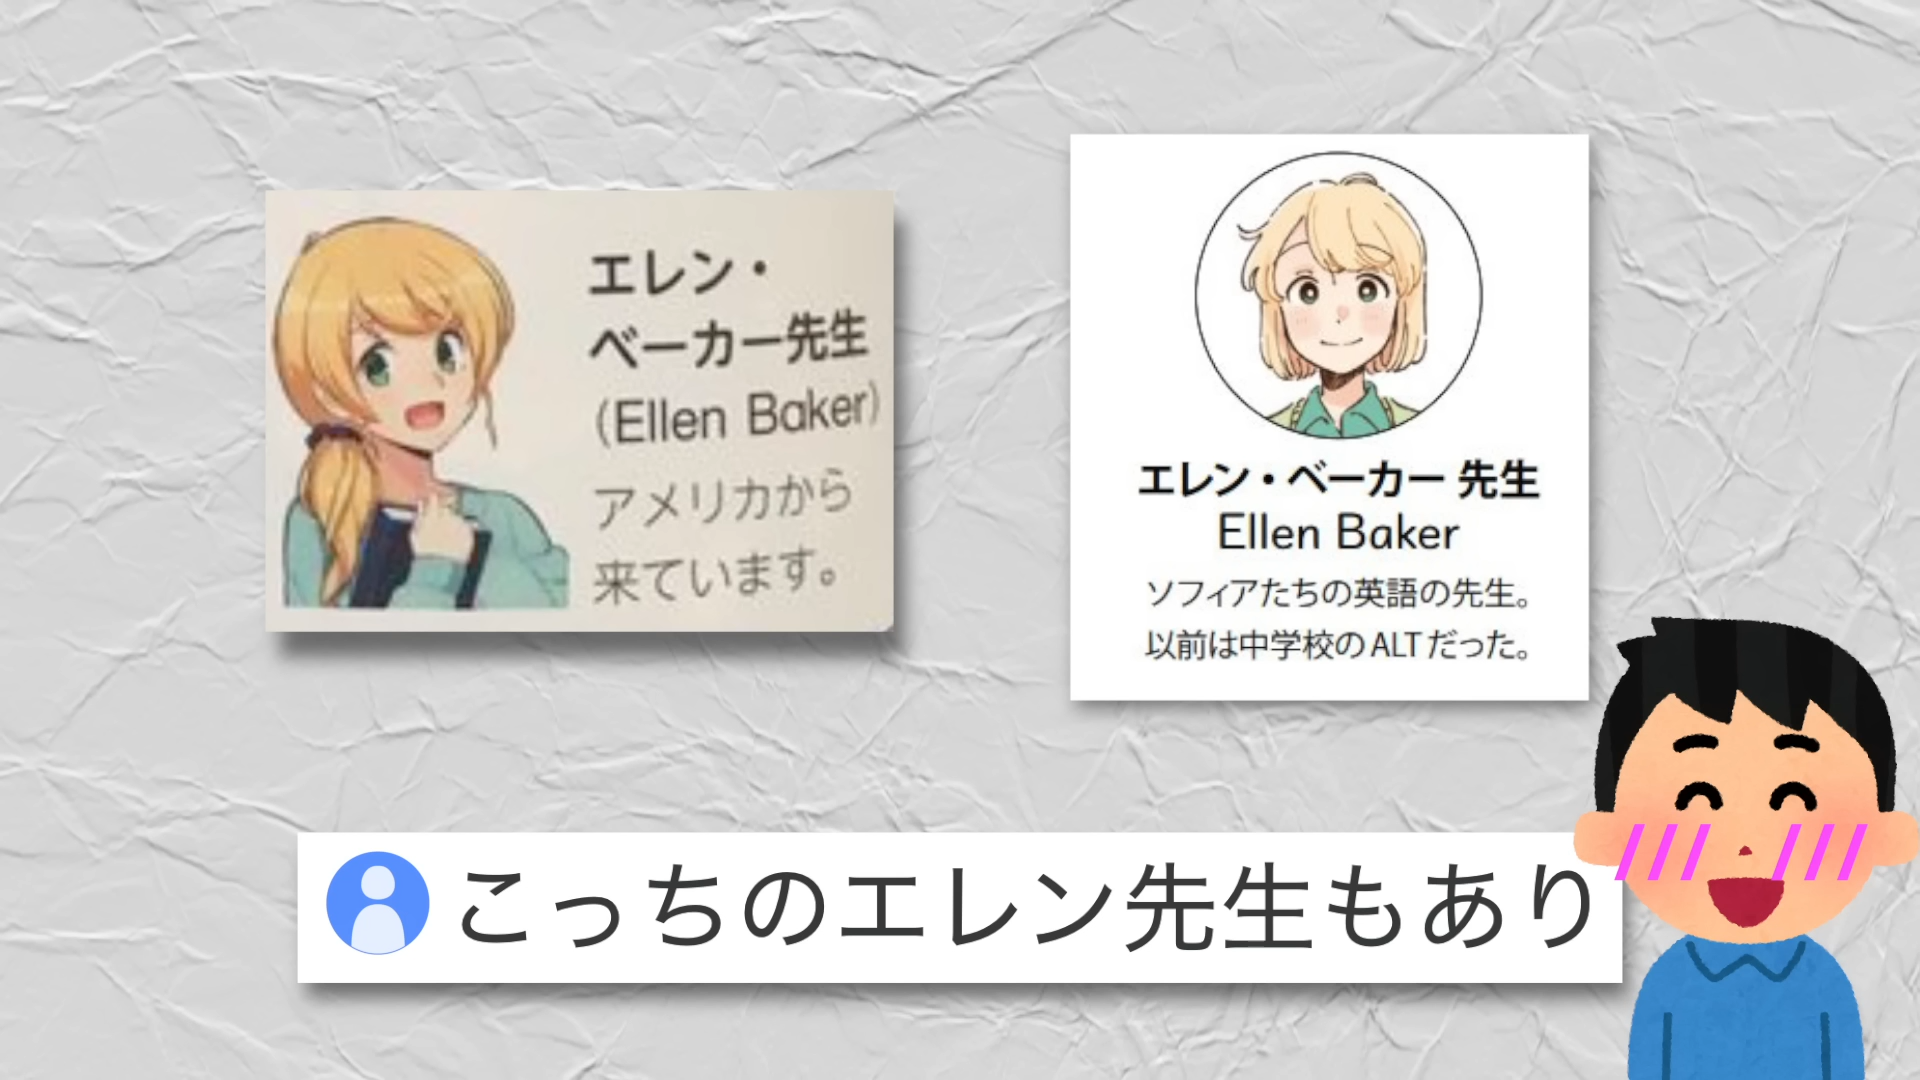 エレン・
ベーカー先生
(Ellen Baker)
アメリカから
来ています。
エレン・ベーカー 先生
Ellen Baker
ソフィアたちの英語の先生。
以前は中学校のALTだった。
こっちのエレン先生もあり